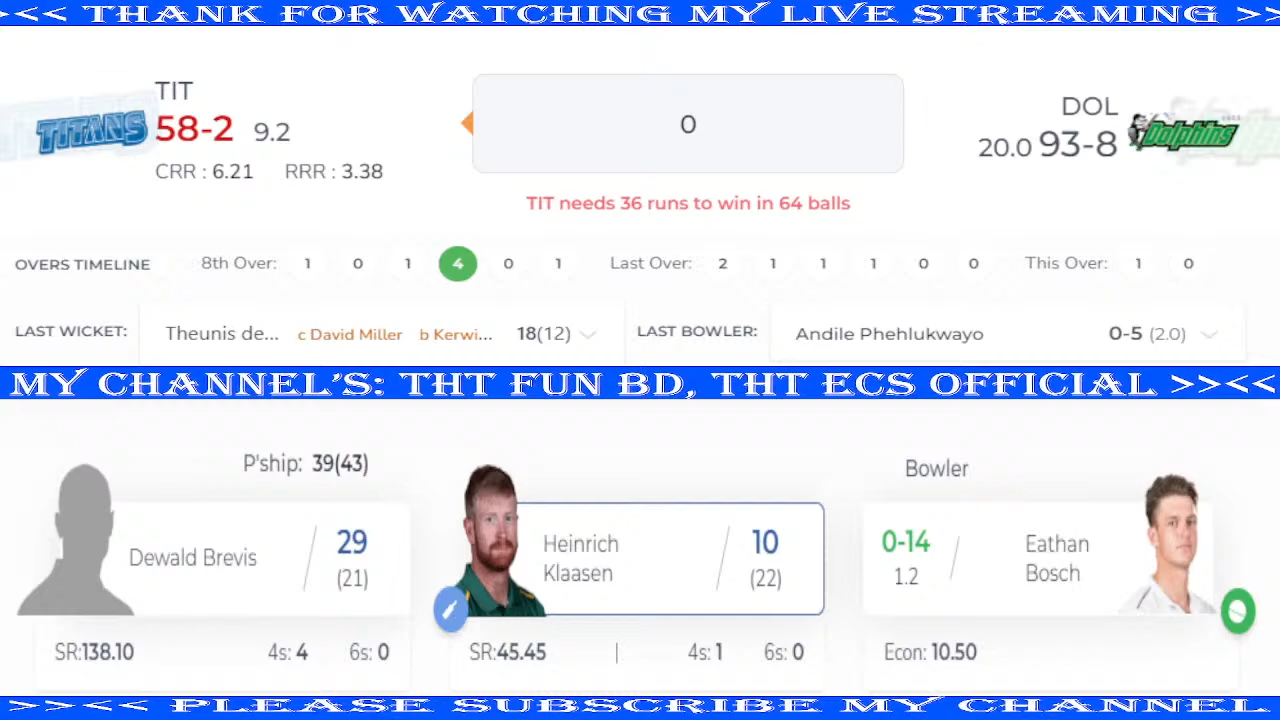 << THANK FOR WATCHING MY LIVE STREAMING >>
TIT
TITANS 58-2 9.2
CRR : 6.21 RRR : 3.38
0
DOL
20.0 93-8 Dolphins
TIT needs 36 runs to win in 64 balls
OVERS TIMELINE 8th Over: 1 0 1 4 0 1 Last Over: 2 1 1 1 0 0 This Over: 1 0
LAST WICKET: Theunis de... c David Miller b Kerwi... 18(12) LAST BOWLER: Andile Phehlukwayo 0-5 (2.0)
MY CHANNEL'S: THT FUN BD, THT ECS OFFICIAL >><<
P'ship: 39(43)
Bowler
Dewald Brevis 29 (21)
Heinrich Klaasen 10 (22)
0-14 1.2 Eathan Bosch
SR:138.10 4s: 4 6s: 0 SR:45.45 | 4s: 1 6s: 0 Econ: 10.50
>><< PLEASE SUBSCRIBE MY CHANNEL